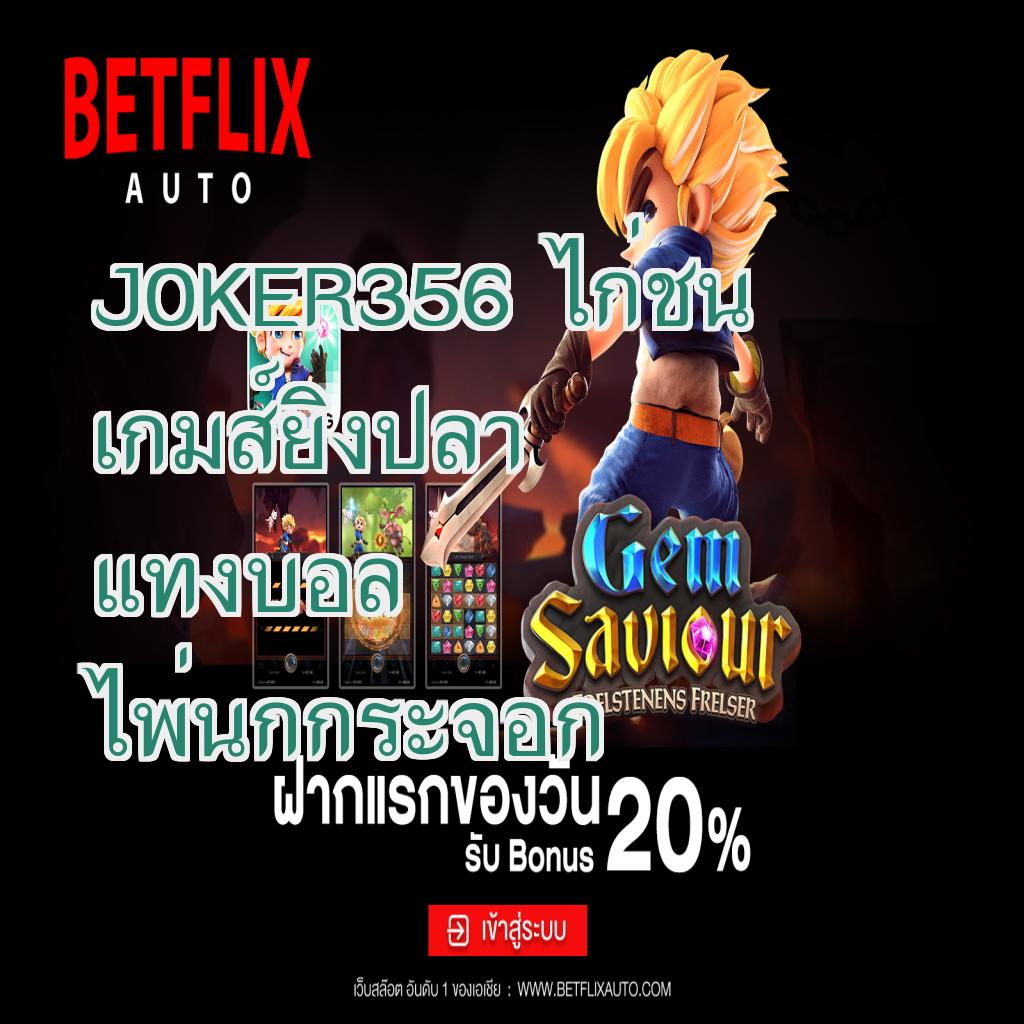 BETFLIX
AUTO
JOKER356 ไก่ชน
เกมส์ยิงปลา
แทงบอล
ไพ่นกกระจอก
Gem
Saviour
FRELSER
ฝากแรกของวัน
20%
รับ Bonus
เข้าสู่ระบบ
เว็บสล๊อต อันดับ 1 ของเอเชีย : WWW.BETFLIXAUTO.COM